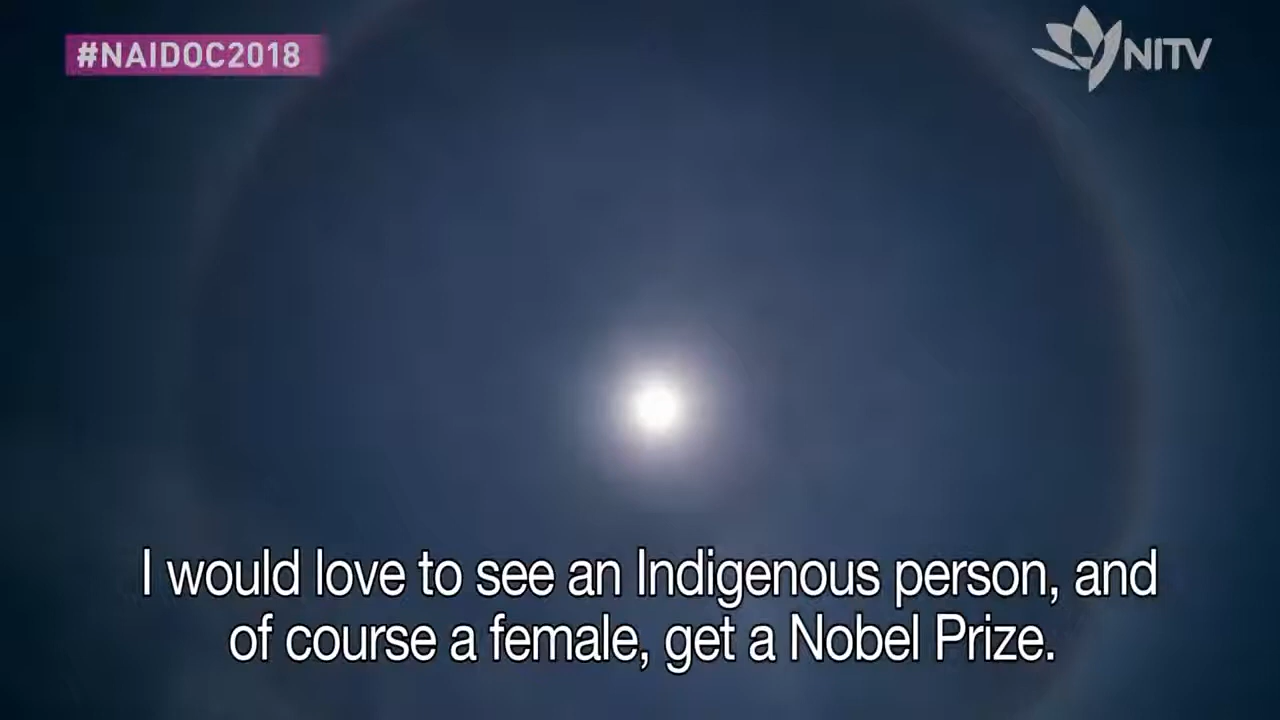 #NAIDOC2018
NITV
I would love to see an Indigenous person, and
of course a female, get a Nobel Prize.